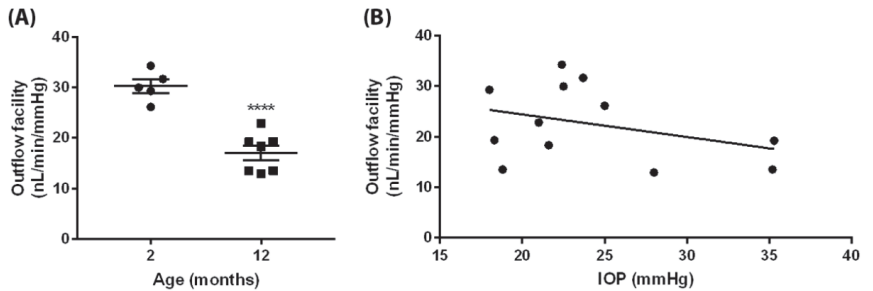 (A)
Outflow facility
(nL/min/mmHg)
40
30
20
10
0
****
2
12
Age (months)
(B)
Outflow facility
(nL/min/mmHg)
40
30
20
10
0
15
20
25
30
35
40
IOP (mmHg)